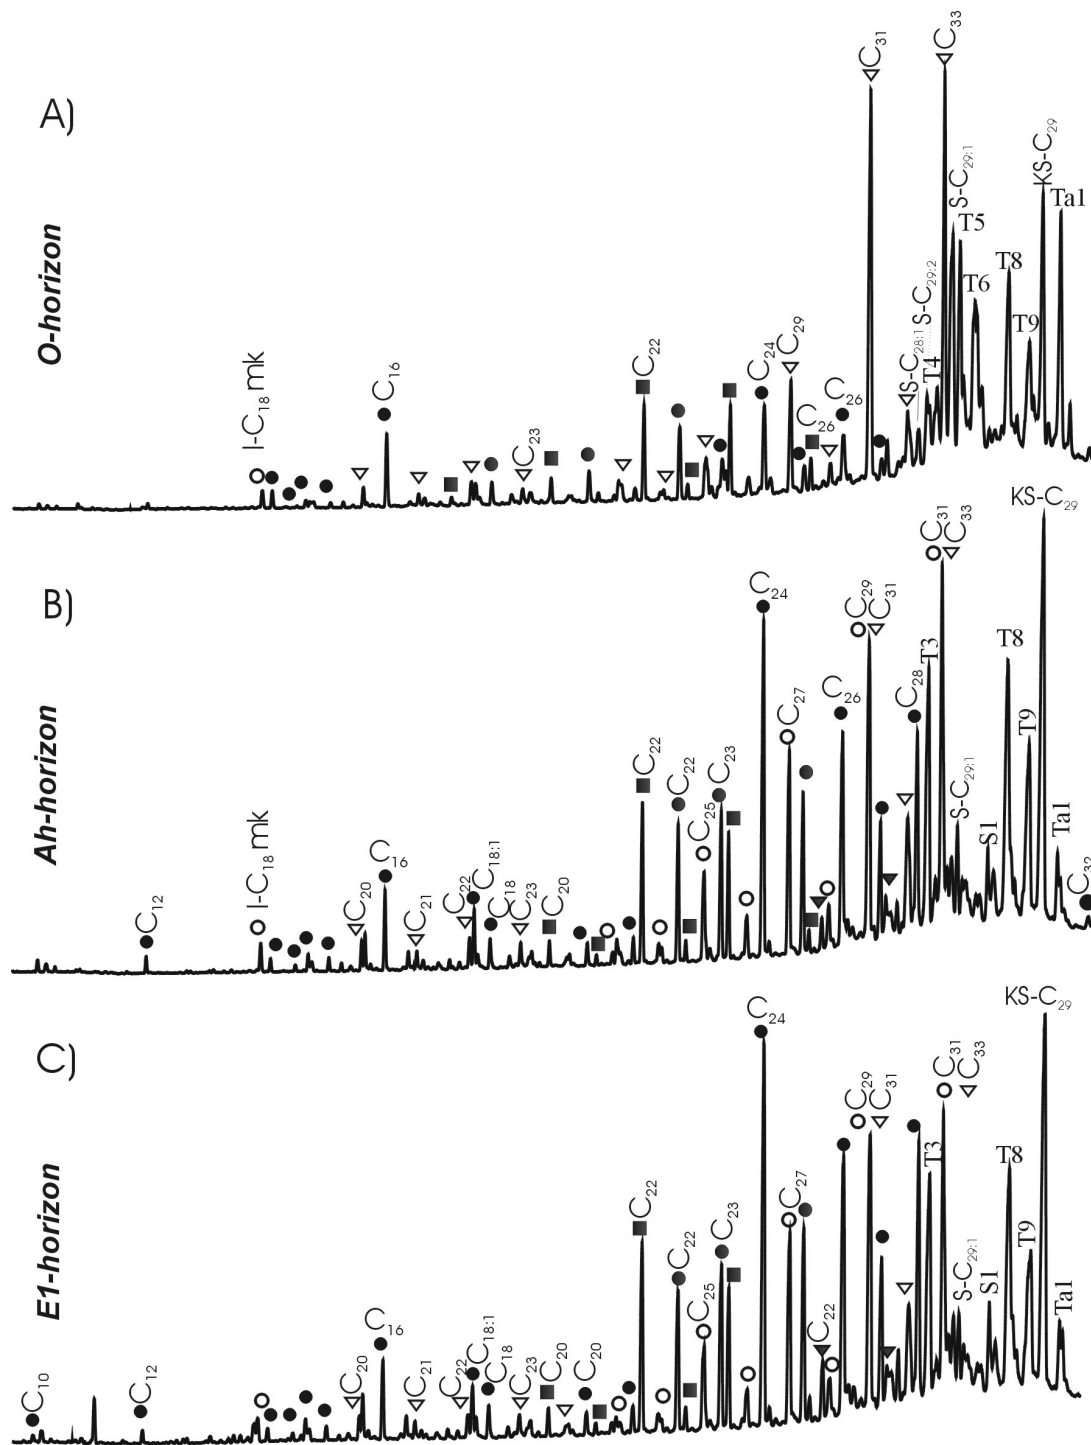 A)
O-horizon
I-C18 mk
C16
C23
C22
C24
C29
C26
C26
C31
S-C28:1
S-C29:2
T4
C33
S-C29:1
T5
T6
T8
T9
KS-C29
Ta1
B)
Ah-horizon
C12
I-C18 mk
C20
C16
C21
C22
C18:1
C18
C23
C20
C22
C22
C25
C23
C24
C27
C26
C29
C31
C28
T3
C31
C33
S-C29:1
S1
T8
T9
KS-C29
Ta1
C32
C)
E1-horizon
C10
C12
C20
C16
C21
C22
C18:1
C18
C23
C20
C20
C22
C22
C25
C23
C24
C27
C22
C29
C31
T3
C31
C33
S-C29:1
S1
T8
T9
KS-C29
Ta1